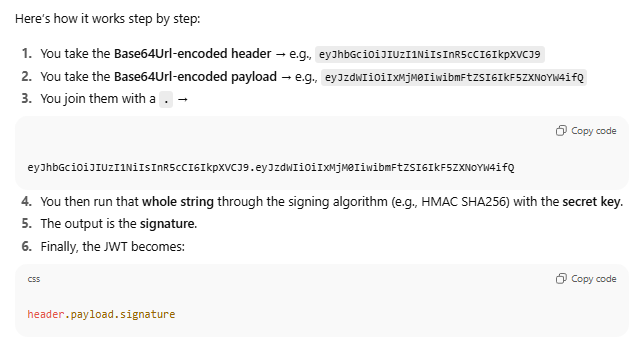 Here's how it works step by step:
1. You take the Base64Url-encoded header → e.g., eyJhbGciOiJIUzI1NiIsInR5cCI6IkpXVCJ9
2. You take the Base64Url-encoded payload → e.g., eyJzdWIiOiIxMjM0IiwibmFtZSI6IkF5ZXNoYW4ifQ
3. You join them with a . →
Copy code
eyJhbGciOiJIUzI1NiIsInR5cCI6IkpXVCJ9.eyJzdWIiOiIxMjM0IiwibmFtZSI6IkF5ZXNoYW4ifQ
4. You then run that whole string through the signing algorithm (e.g., HMAC SHA256) with the secret key.
5. The output is the signature.
6. Finally, the JWT becomes:
css
Copy code
header.payload.signature